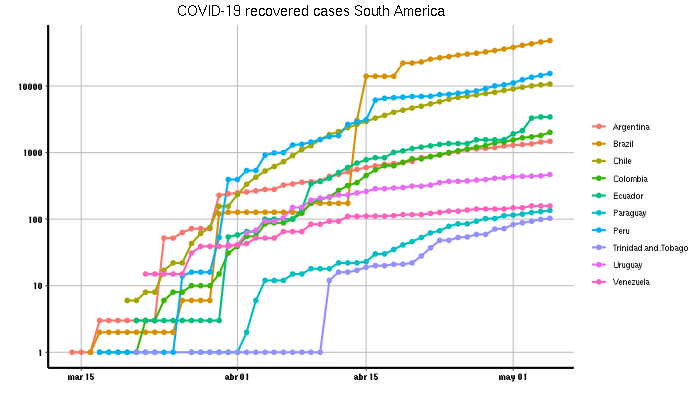 COVID-19 recovered cases South America
10000
1000
100
10
1
mar 15
abr 01
abr 15
may 01
Argentina
Brazil
Chile
Colombia
Ecuador
Paraguay
Peru
Trinidad.and.Tobago
Uruguay
Venezuela